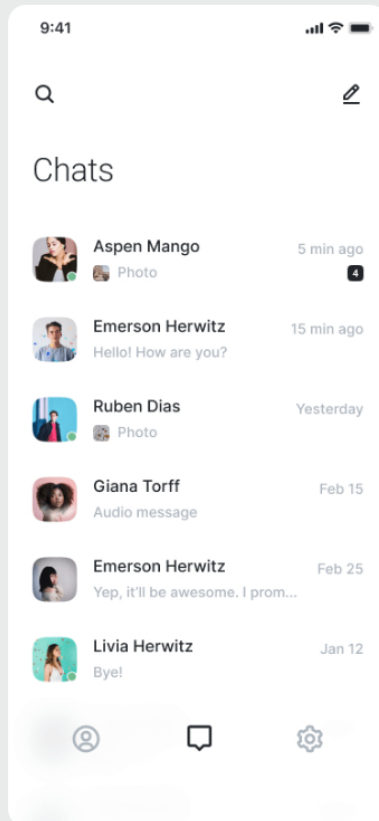 9:41
Chats
Aspen Mango 5 min ago
Photo 4
Emerson Herwitz 15 min ago
Hello! How are you?
Ruben Dias Yesterday
Photo
Giana Torff Feb 15
Audio message
Emerson Herwitz Feb 25
Yep, it'll be awesome. I prom...
Livia Herwitz Jan 12
Bye!